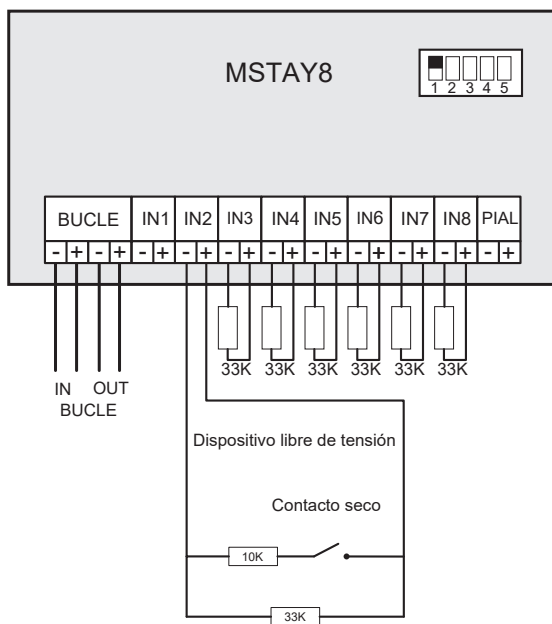 MSTAY8
1 2 3 4 5
BUCLE IN1 IN2 IN3 IN4 IN5 IN6 IN7 IN8 PIAL
- + - + - + - + - + - + - + - + - + - + - +
33K 33K 33K 33K 33K 33K
IN OUT
BUCLE
Dispositivo libre de tensión
Contacto seco
10K
33K